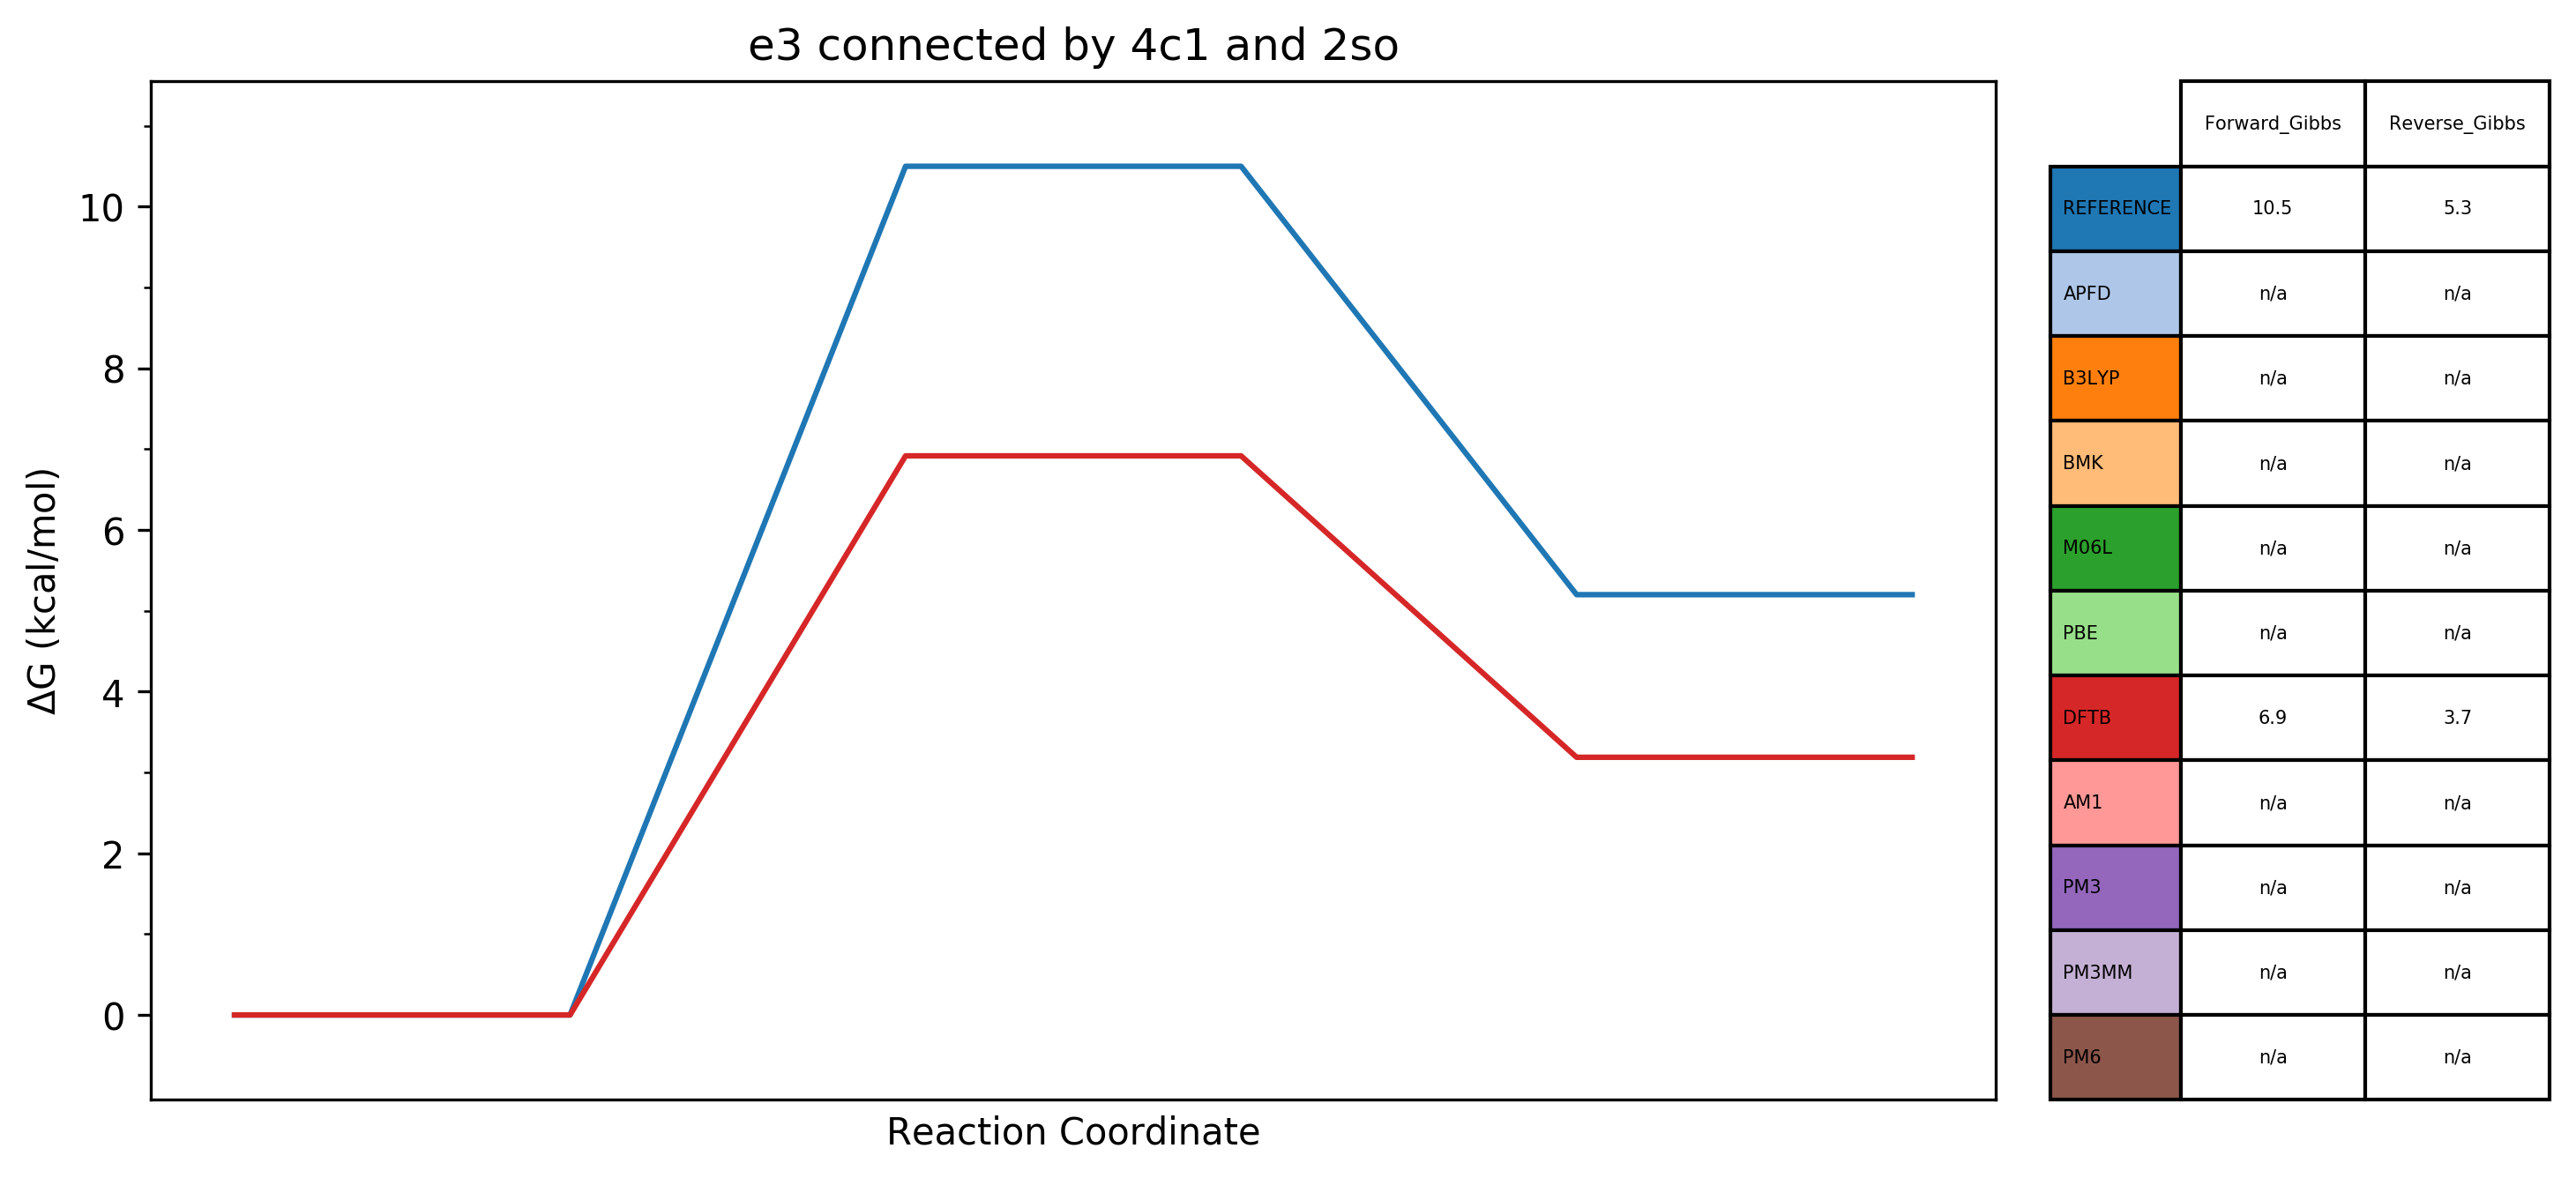 e3 connected by 4c1 and 2so
ΔG (kcal/mol)
10
8
6
4
2
0
Reaction Coordinate
Forward_Gibbs Reverse_Gibbs
REFERENCE 10.5 5.3
APFD n/a n/a
B3LYP n/a n/a
BMK n/a n/a
M06L n/a n/a
PBE n/a n/a
DFTB 6.9 3.7
AM1 n/a n/a
PM3 n/a n/a
PM3MM n/a n/a
PM6 n/a n/a